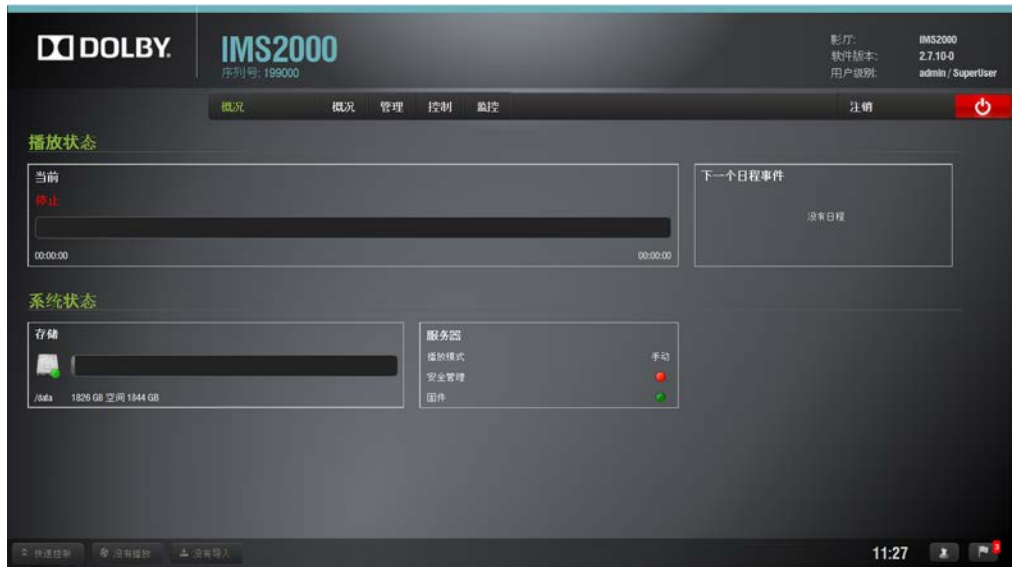 DOLBY.
IMS2000
序列号: 199000
影厅: IMS2000
软件版本: 2.7.10-0
用户级别: admin / SuperUser
概况 概况 管理 控制 监控 注销
播放状态
当前
停止
00:00:00 00:00:00
下一个日程事件
没有日程
系统状态
存储
/data 1826 GB 空闲 1844 GB
服务器
播放模式 手动
安全管理
固件
快速控制 没有播放 没有导入
11:27
3